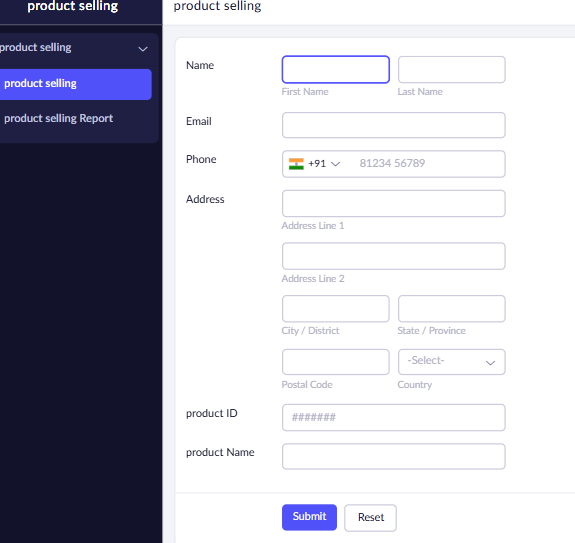 product selling
product selling
product selling
product selling
product selling Report
Name
First Name
Last Name
Email
Phone
+91
81234 56789
Address
Address Line 1
Address Line 2
City / District
State / Province
-Select-
Postal Code
Country
product ID
#######
product Name
Submit
Reset